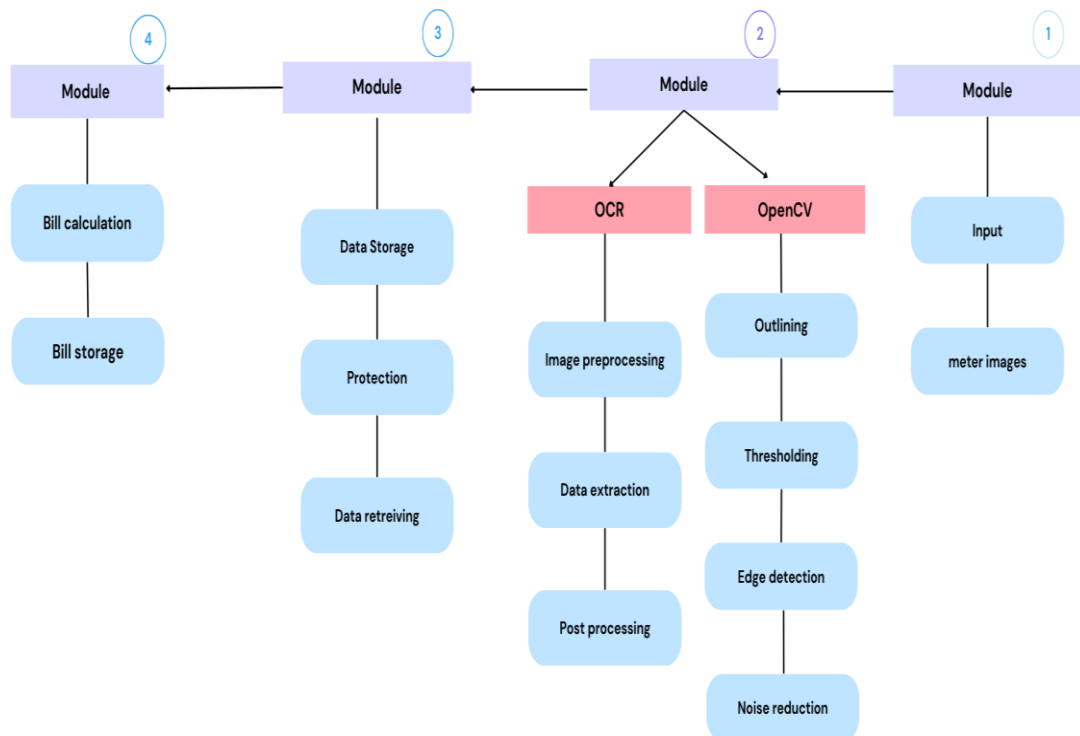 4
3
2
1
Module
Module
Module
Module
Bill calculation
Bill storage
Data Storage
Protection
Data retreiving
OCR
Image preprocessing
Data extraction
Post processing
OpenCV
Outlining
Thresholding
Edge detection
Noise reduction
Input
meter images